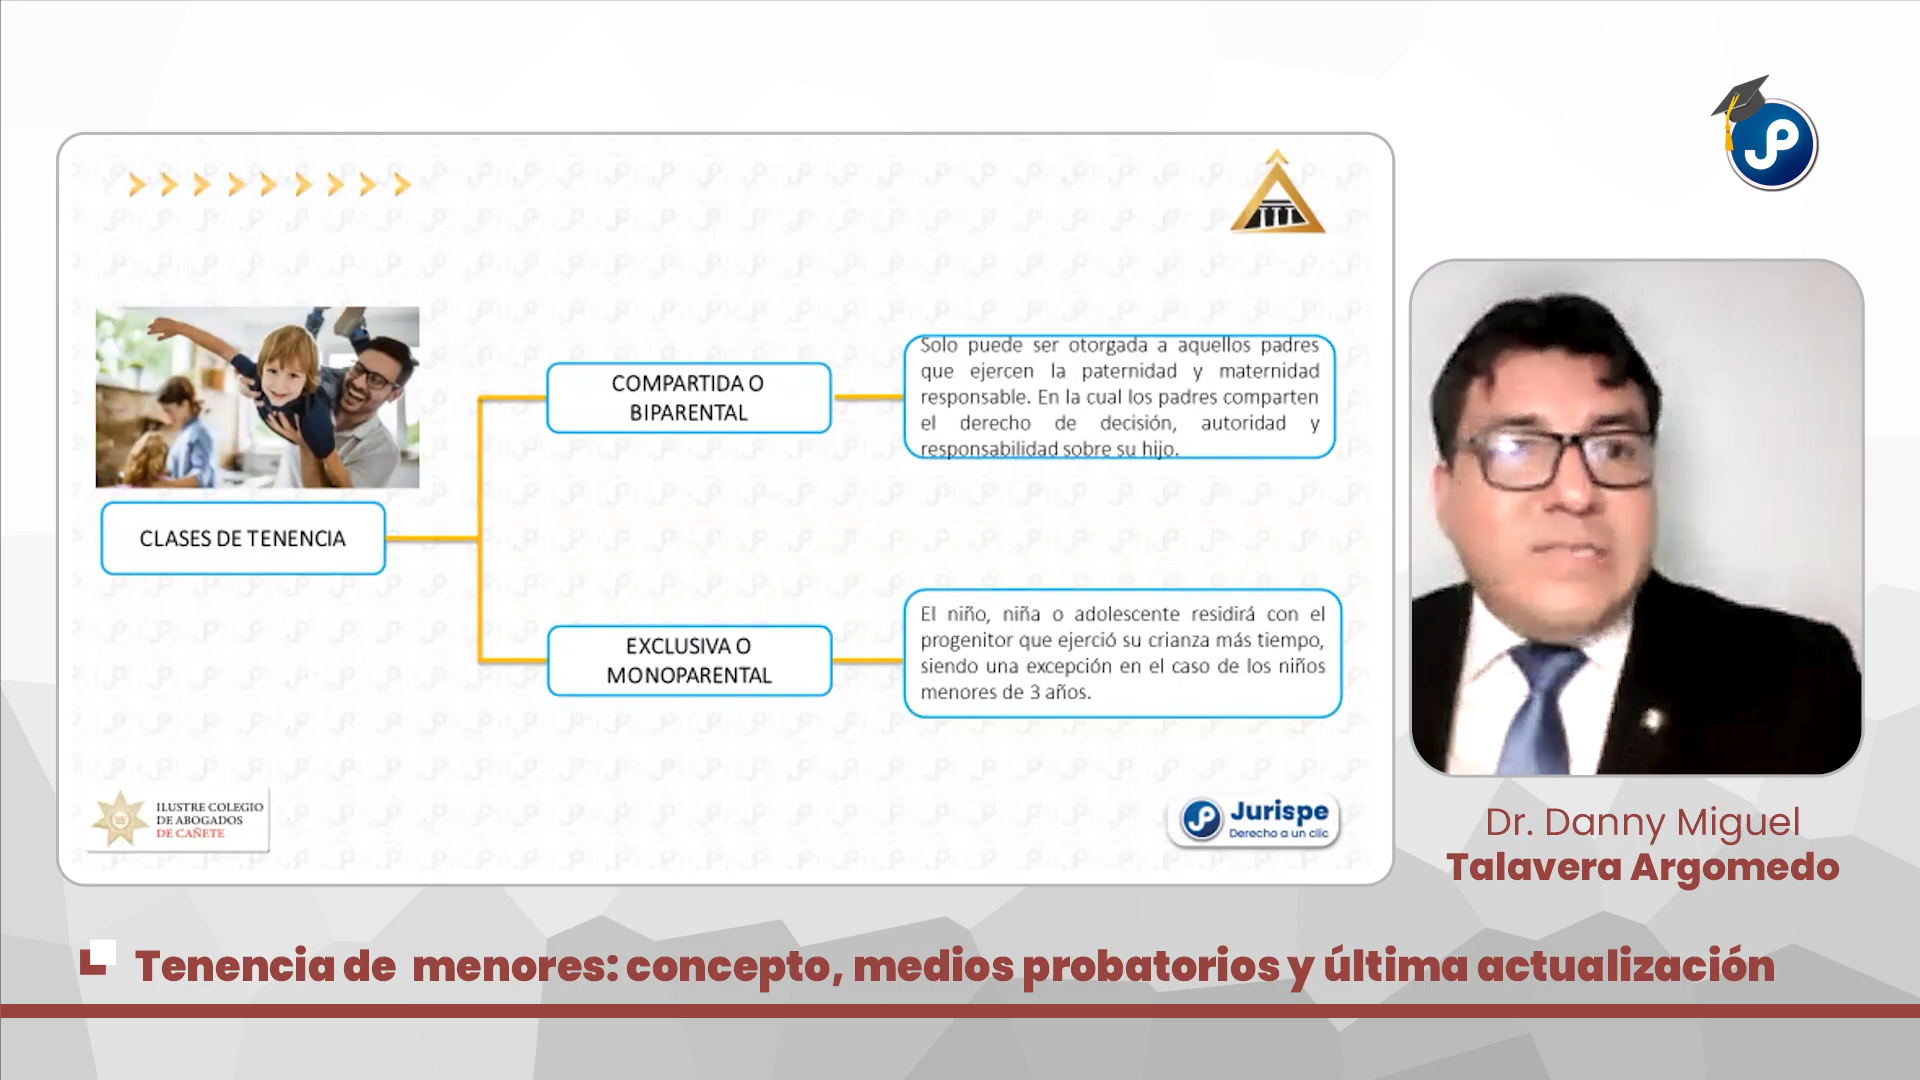 CLASES DE TENENCIA
COMPARTIDA O
BIPARENTAL
Solo puede ser otorgada a aquellos padres
que ejercen la paternidad y maternidad
responsable. En la cual los padres comparten
el derecho de decisión, autoridad y
responsabilidad sobre su hijo.
EXCLUSIVA O
MONOPARENTAL
El niño, niña o adolescente residirá con el
progenitor que ejerció su crianza más tiempo,
siendo una excepción en el caso de los niños
menores de 3 años.
ILUSTRE COLEGIO
DE ABOGADOS
DE CAÑETE
JP
Jurispe
Derecho a un clic
JP
Dr. Danny Miguel
Talavera Argomedo
Tenencia de menores: concepto, medios probatorios y última actualización